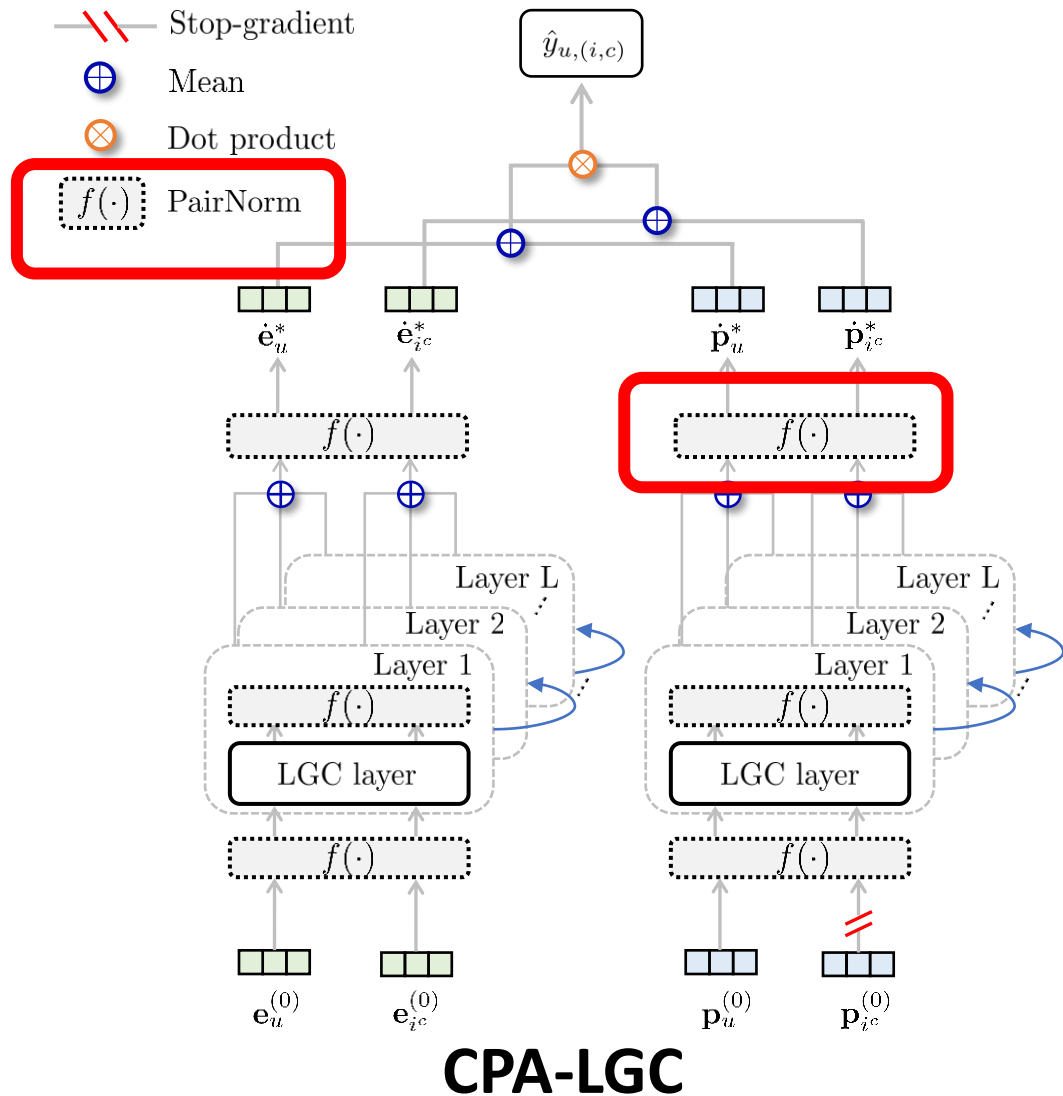 Stop-gradient
Mean
Dot product
f(·) PairNorm
ŷ_{u,(i,c)}
ė*_u ė*_{i^c} ṗ*_u ṗ*_{i^c}
f(·) f(·)
Layer L Layer L
Layer 2 Layer 2
Layer 1 Layer 1
f(·) f(·)
LGC layer LGC layer
f(·) f(·)
e_u^{(0)} e_{i^c}^{(0)} p_u^{(0)} p_{i^c}^{(0)}
CPA-LGC